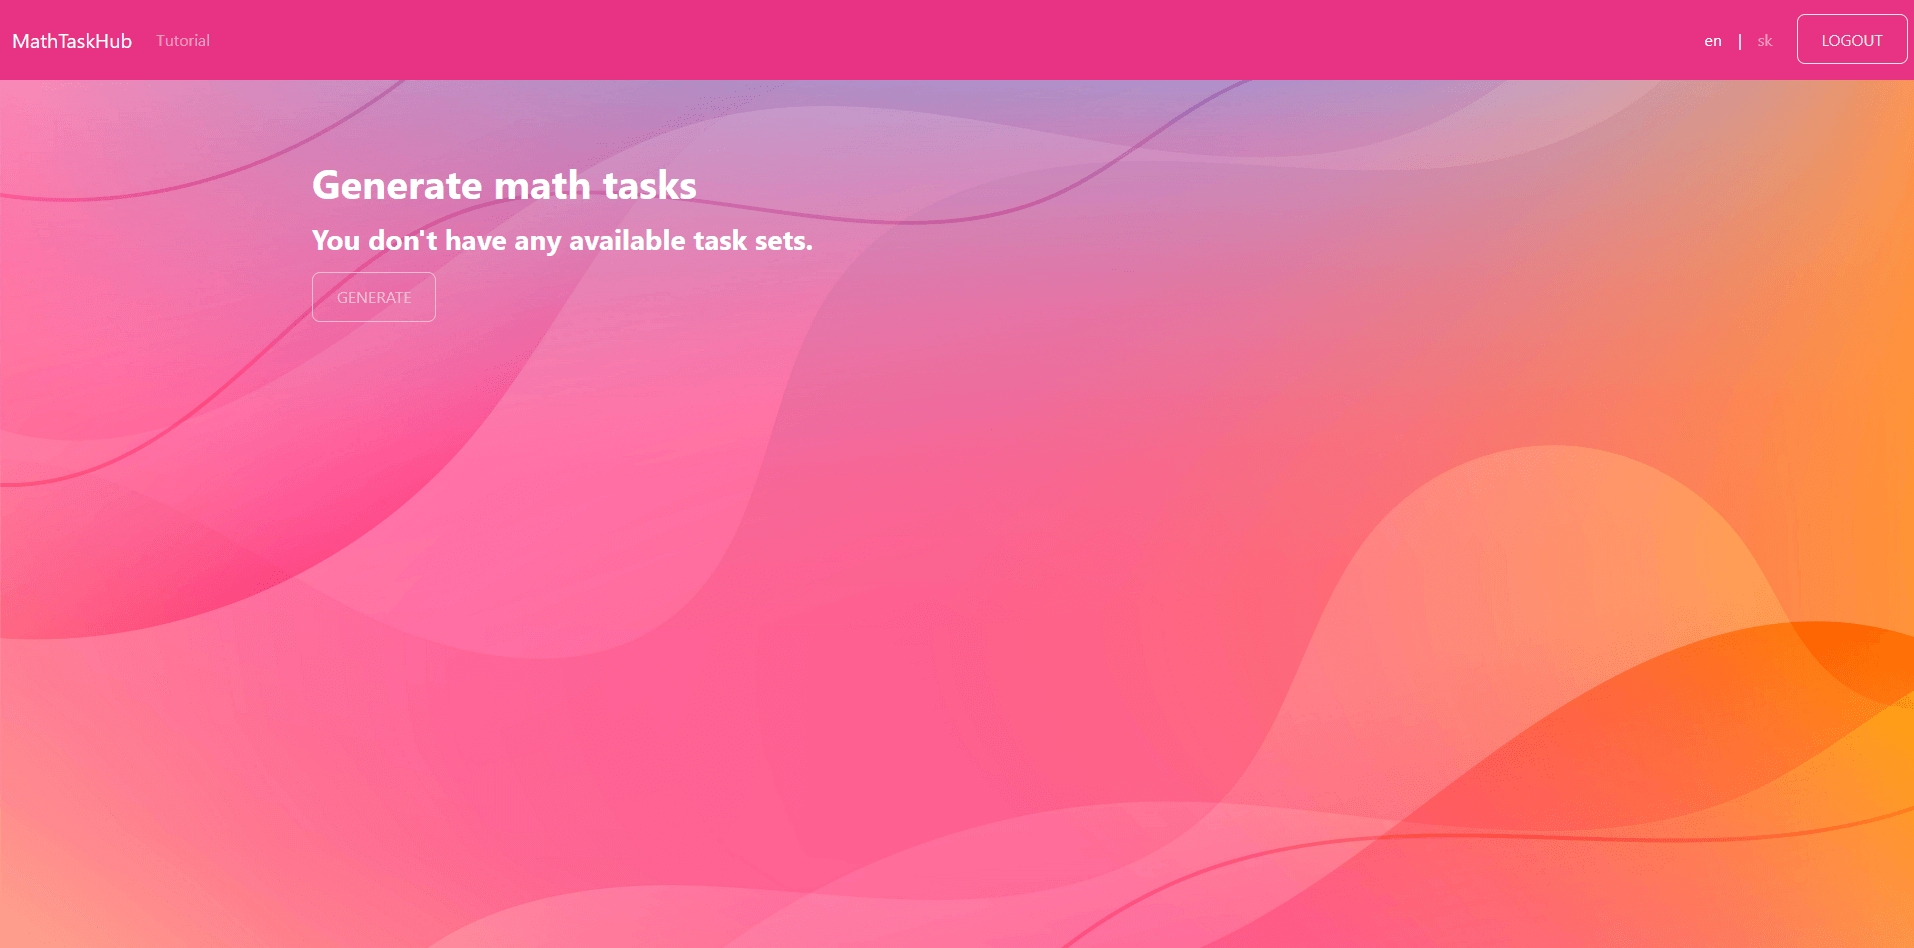 MathTaskHub Tutorial en | sk LOGOUT
Generate math tasks
You don't have any available task sets.
GENERATE